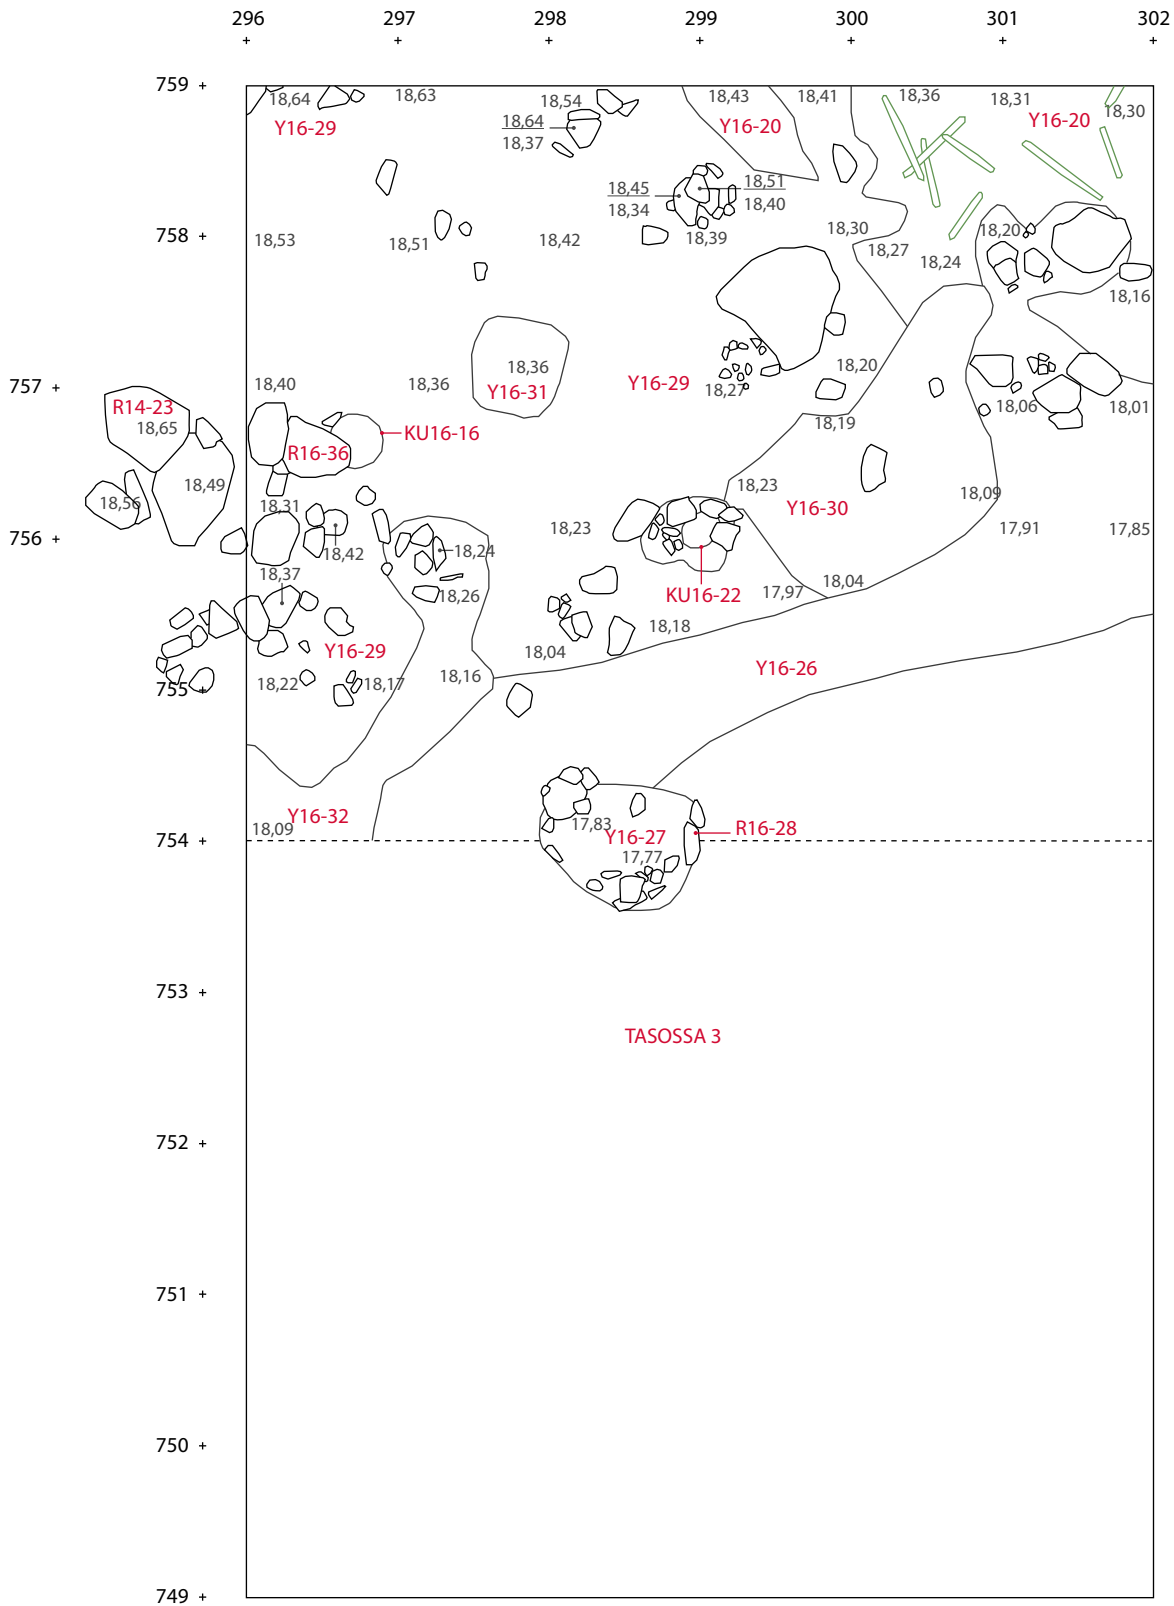 296 297 298 299 300 301 302
+ + + + + + +
759 +
18,64 18,63 18,54 18,43 18,41 18,36 18,31 18,30
Y16-29 18,64 Y16-20 Y16-20
18,37
18,45 18,51
18,34 18,40
758 + 18,53 18,51 18,42 18,39 18,30 18,20
18,27 18,24
18,16
18,36 18,20
757 + 18,40 18,36 Y16-31 Y16-29 18,27
R14-23 18,06 18,01
18,65 R16-36 KU16-16 18,19
18,56 18,49 18,31 18,23 18,09
Y16-30
756 + 18,42 18,24 18,23 17,91 17,85
18,37 18,26 KU16-22 17,97 18,04
Y16-29 18,04 18,18
755 + 18,22 18,17 18,16 Y16-26
Y16-32 17,83 R16-28
754 + 18,09 Y16-27
17,77
753 +
TASOSSA 3
752 +
751 +
750 +
749 +